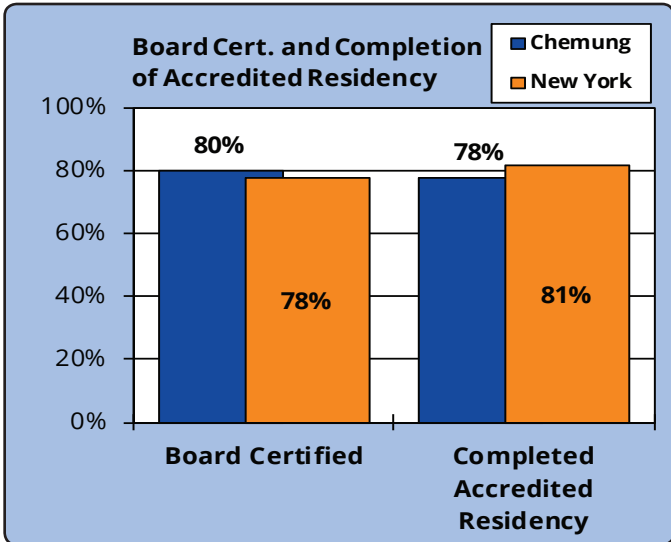 Board Cert. and Completion
of Accredited Residency
Chemung
New York
100%
80%
60%
40%
20%
0%
80%
78%
78%
81%
Board Certified
Completed
Accredited
Residency